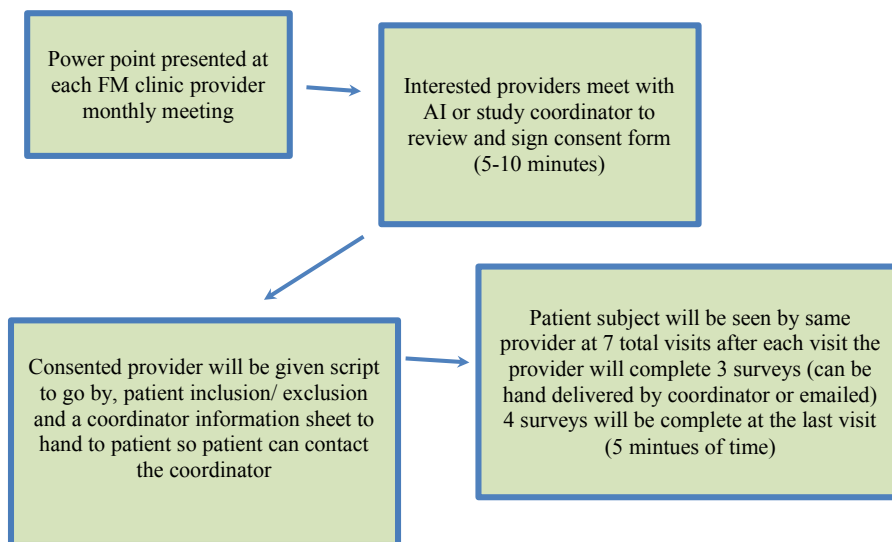 Power point presented at
each FM clinic provider
monthly meeting
Interested providers meet with
AI or study coordinator to
review and sign consent form
(5-10 minutes)
Consented provider will be given script
to go by, patient inclusion/ exclusion
and a coordinator information sheet to
hand to patient so patient can contact
the coordinator
Patient subject will be seen by same
provider at 7 total visits after each visit the
provider will complete 3 surveys (can be
hand delivered by coordinator or emailed)
4 surveys will be complete at the last visit
(5 mintues of time)